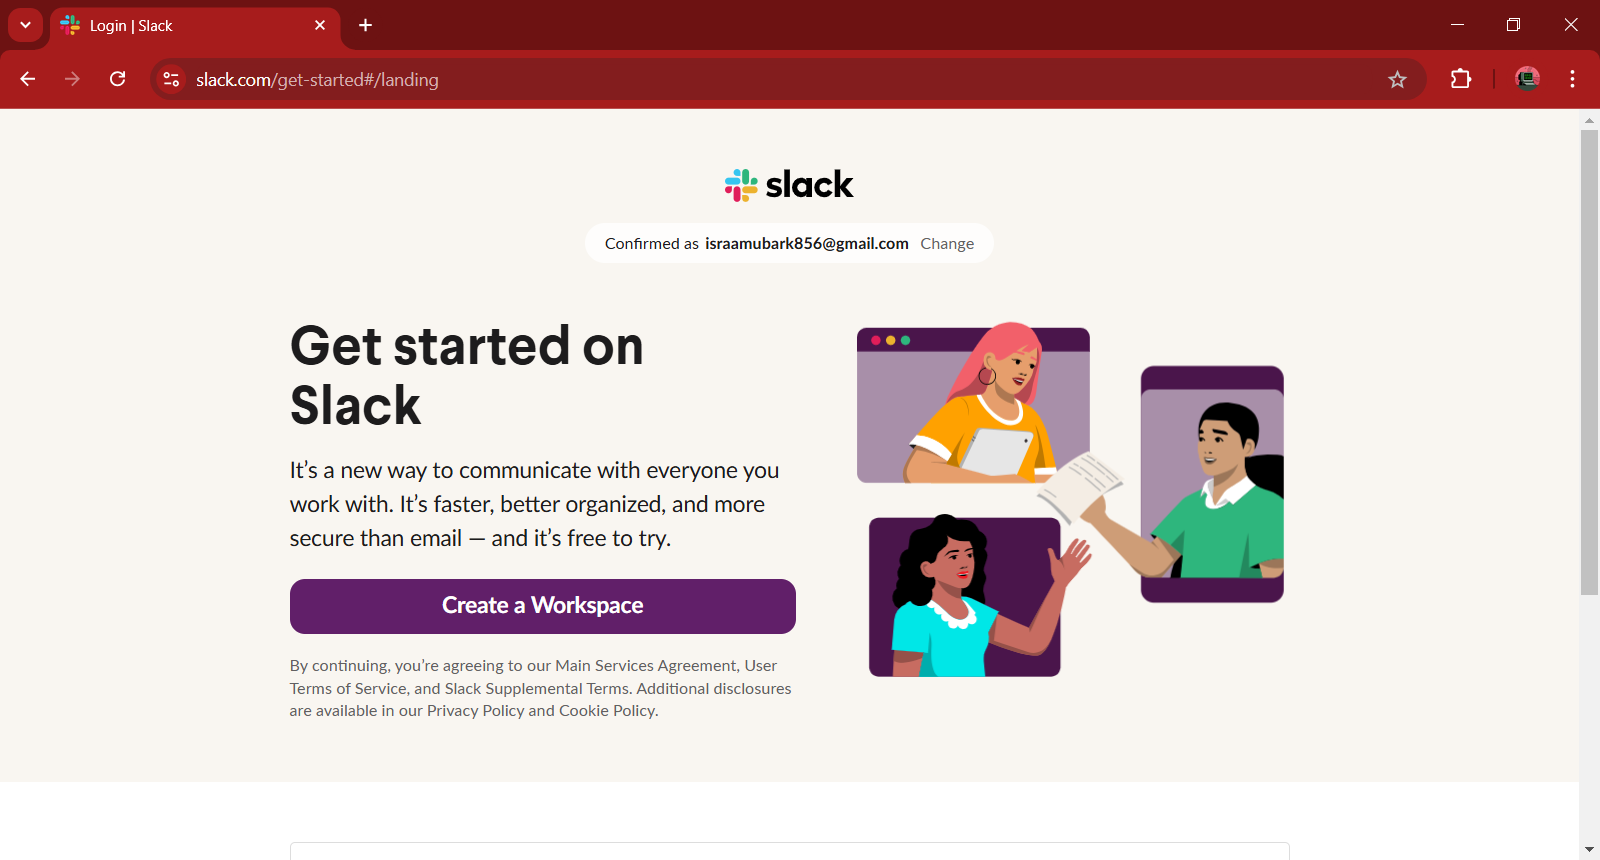 Login | Slack
slack.com/get-started#/landing
slack
Confirmed as israamubark856@gmail.com Change
Get started on
Slack
It’s a new way to communicate with everyone you
work with. It’s faster, better organized, and more
secure than email — and it’s free to try.
Create a Workspace
By continuing, you’re agreeing to our Main Services Agreement, User
Terms of Service, and Slack Supplemental Terms. Additional disclosures
are available in our Privacy Policy and Cookie Policy.